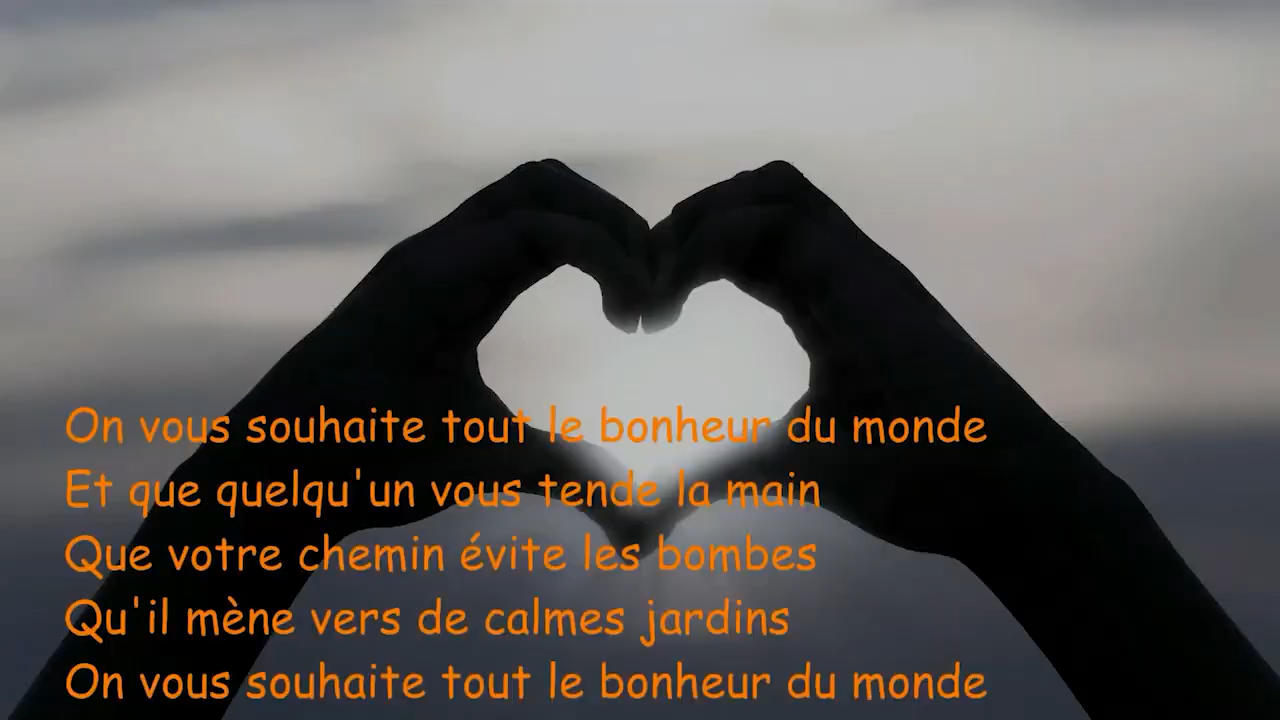 On vous souhaite tout le bonheur du monde
Et que quelqu'un vous tende la main
Que votre chemin évite les bombes
Qu'il mène vers de calmes jardins
On vous souhaite tout le bonheur du monde